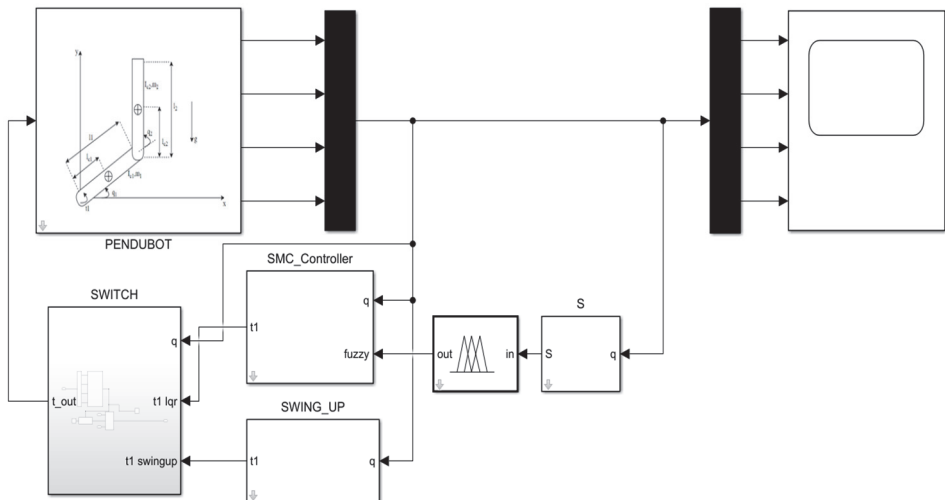 y
x
g
PENDUBOT
SMC_Controller
SWITCH
S
q
q
t1
fuzzy
out
in
S
q
t_out
t1 lqr
SWING_UP
t1 swingup
t1
q